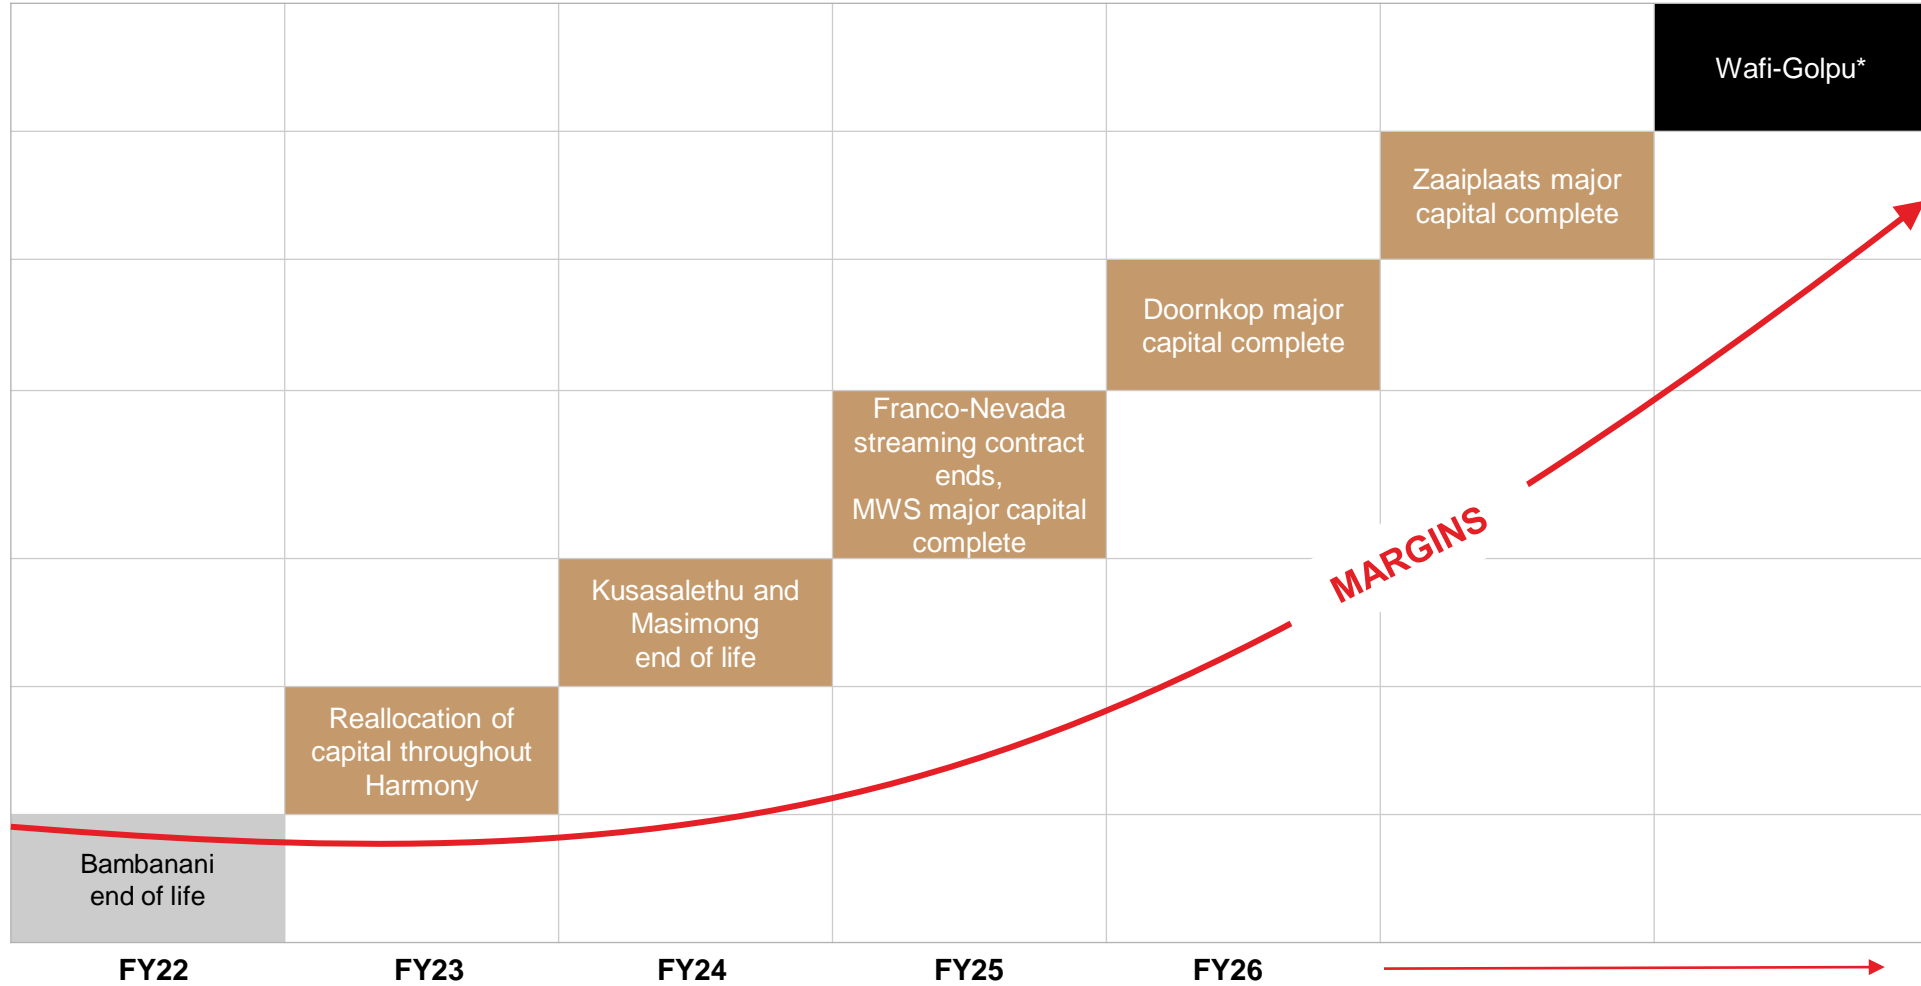 Wafi-Golpu*
Zaaiplaats major
capital complete
Doornkop major
capital complete
Franco-Nevada
streaming contract
ends,
MWS major capital
complete
MARGINS
Kusasalethu and
Masimong
end of life
Reallocation of
capital throughout
Harmony
Bambanani
end of life
FY22
FY23
FY24
FY25
FY26